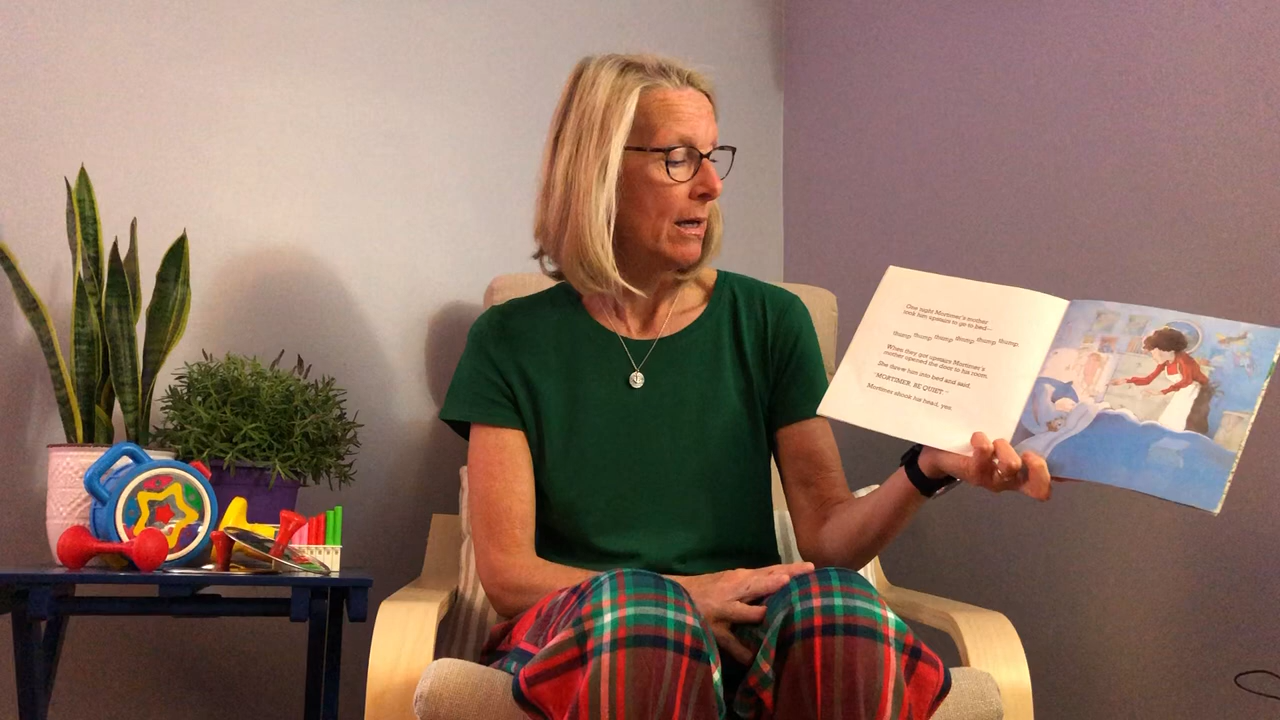 One night Mortimer's mother
took him upstairs to go to bed—
thump, thump, thump, thump, thump, thump.
When they got upstairs Mortimer's
mother opened the door to his room.
She threw him into bed and said,
"MORTIMER, BE QUIET."
Mortimer shook his head, yes.